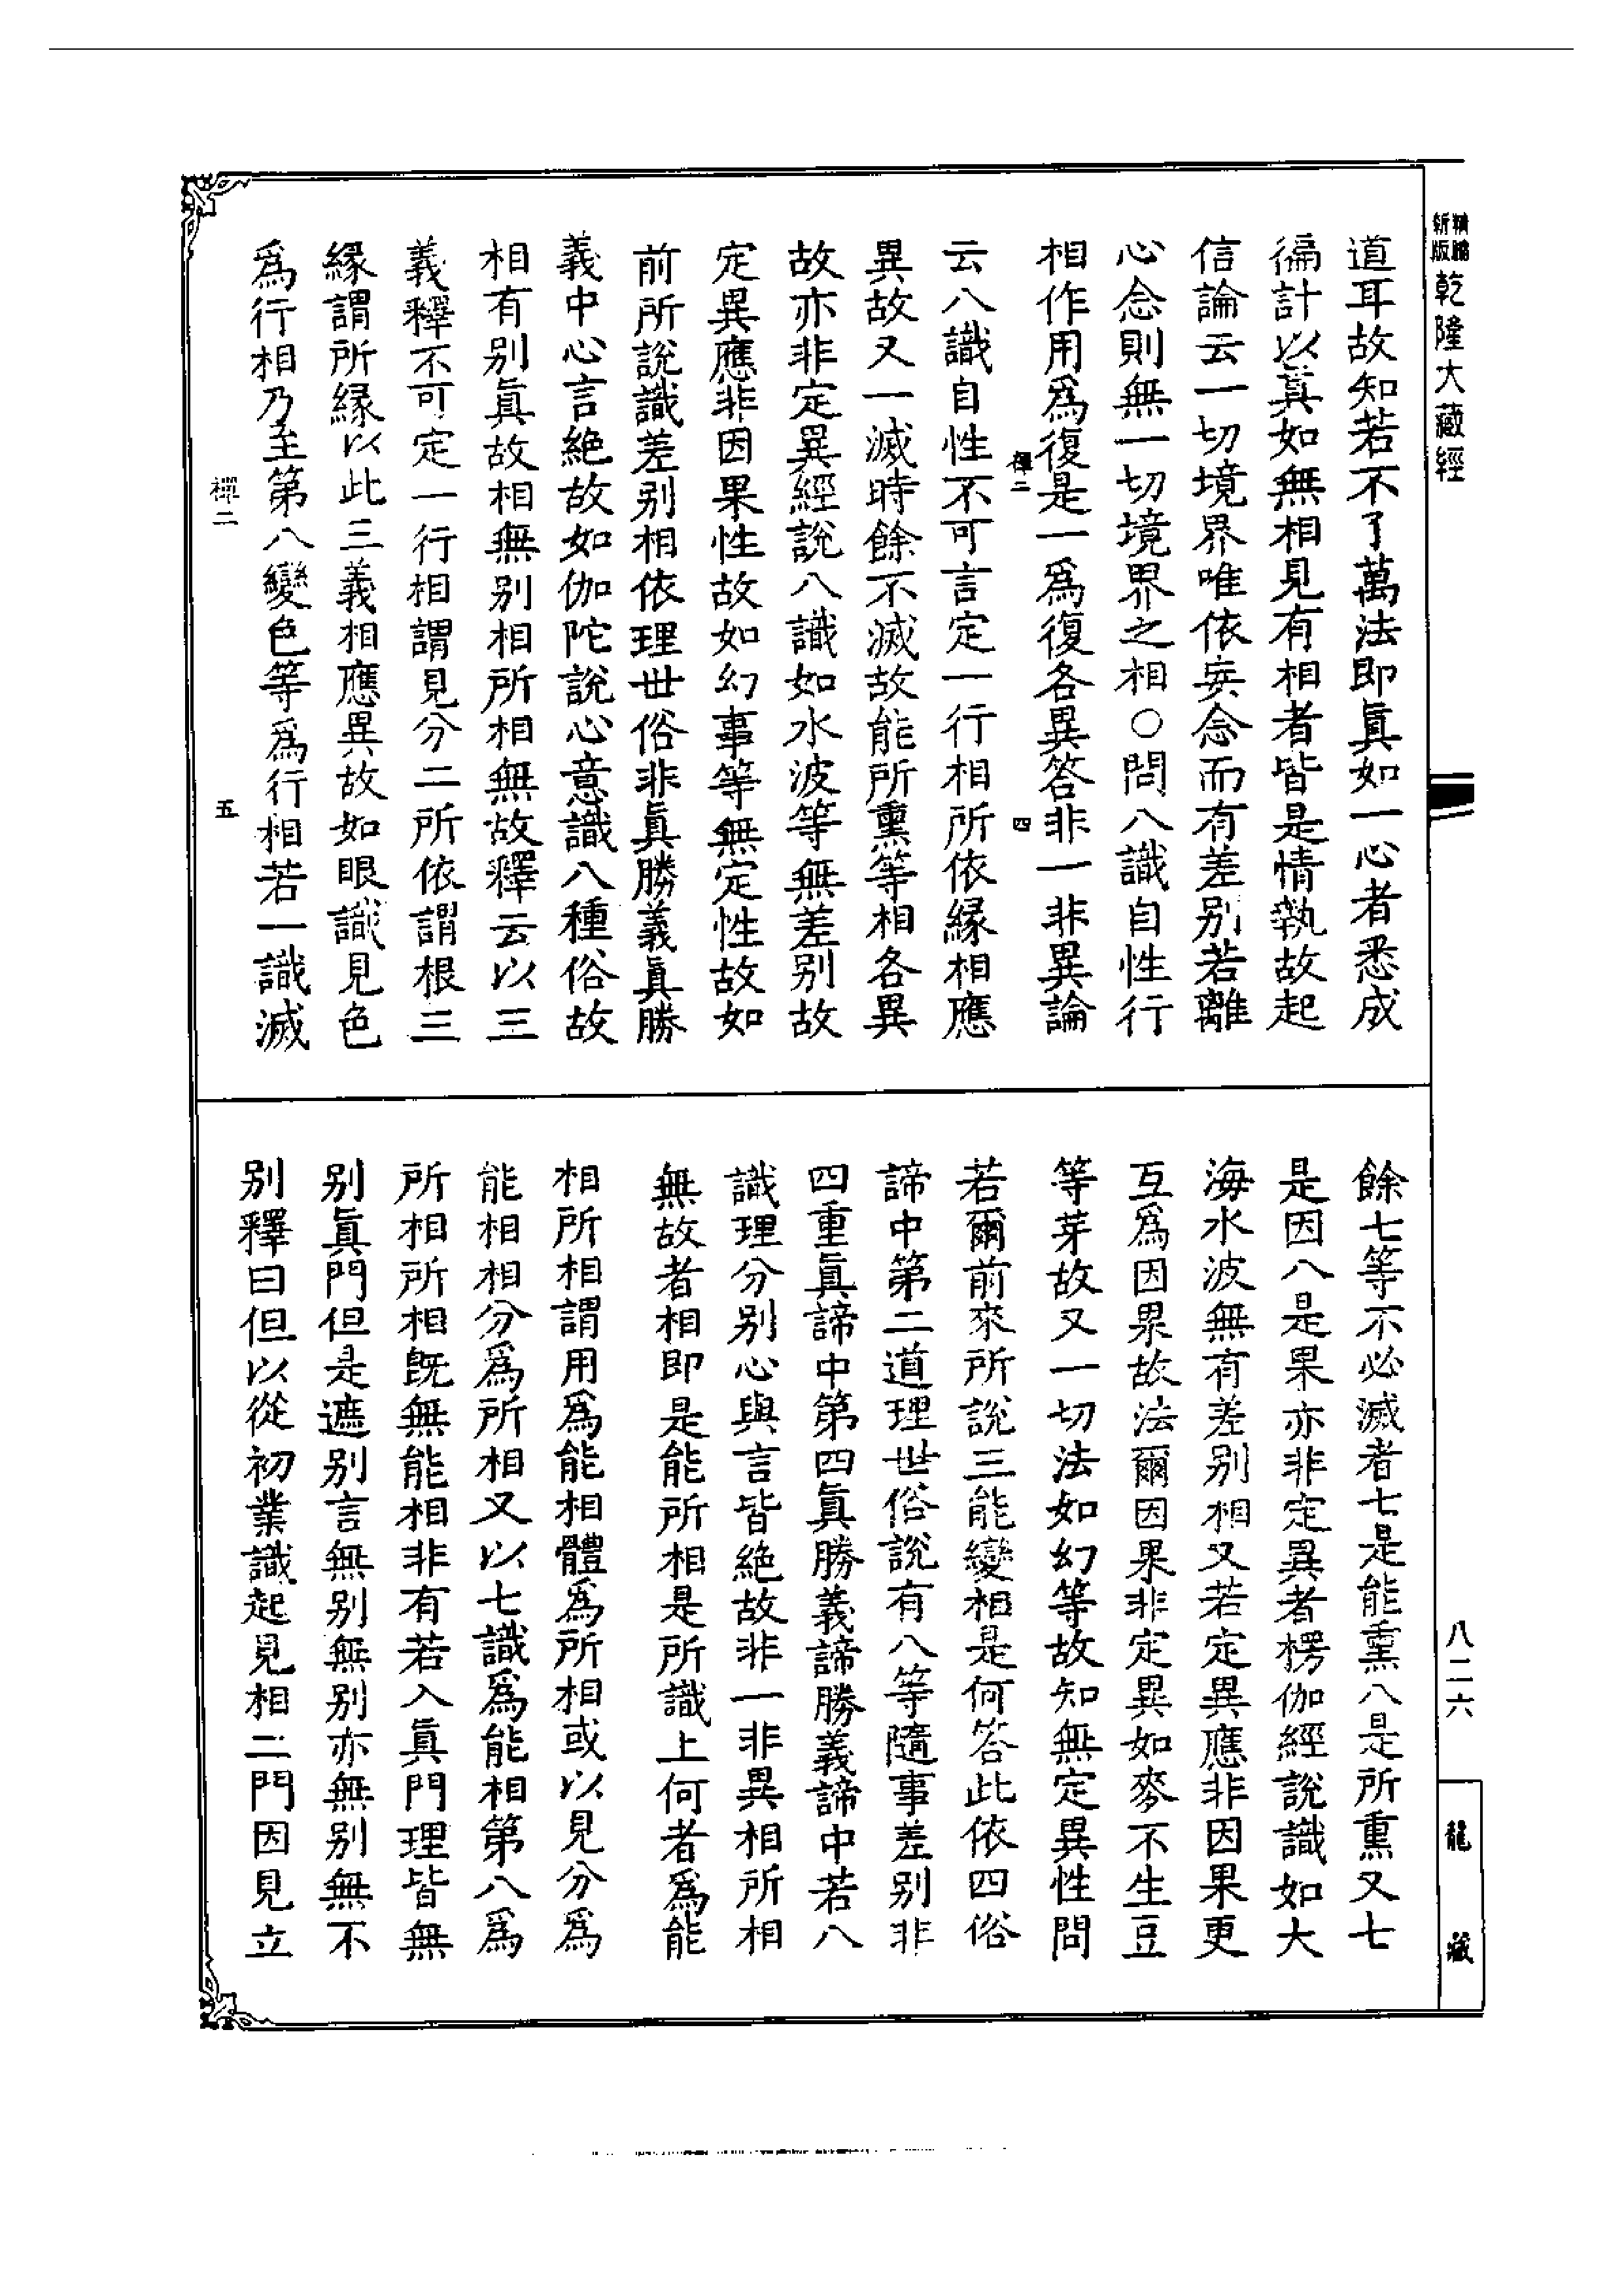 精編新版
乾隆大藏經
道耳故知若不了萬法即眞如一心者悉成
徧計以眞如無相見有相者皆是情執故起
信論云一切境界唯依妄念而有差别若離
心念則無一切境界之相○問八識自性行
相作用爲復是一爲復各異答非一非異論
禪二
四
云八識自性不可言定一行相所依緣相應
異故又一滅時餘不滅故能所熏等相各異
故亦非定異經說八識如水波等無差别故
定異應非因果性故如幻事等無定性故如
前所說識差别相依理世俗非眞勝義眞勝
義中心言絶故如伽陀說心意識八種俗故
相有别眞故相無别相所相無故釋云以三
義釋不可定一行相謂見分二所依謂根三
緣謂所緣以此三義相應異故如眼識見色
爲行相乃至第八變色等爲行相若一識滅
禪二
五
餘七等不必滅者七是能熏八是所熏又七
是因八是果亦非定異者楞伽經說識如大
海水波無有差别相又若定異應非因果更
互爲因果故法爾因果非定異如麥不生豆
等芽故又一切法如幻等故知無定異性問
若爾前來所說三能變相是何答此依四俗
諦中第二道理世俗說有八等隨事差别非
四重眞諦中第四眞勝義諦勝義諦中若八
識理分别心與言皆絶故非一非異相所相
無故者相即是能所相是所識上何者爲能
相所相謂用爲能相體爲所相或以見分爲
能相相分爲所相又以七識爲能相第八爲
所相所相旣無能相非有若入眞門理皆無
别眞門但是遮别言無别無别亦無别無不
别釋曰但以從初業識起見相二門因見立
八二六
龍藏